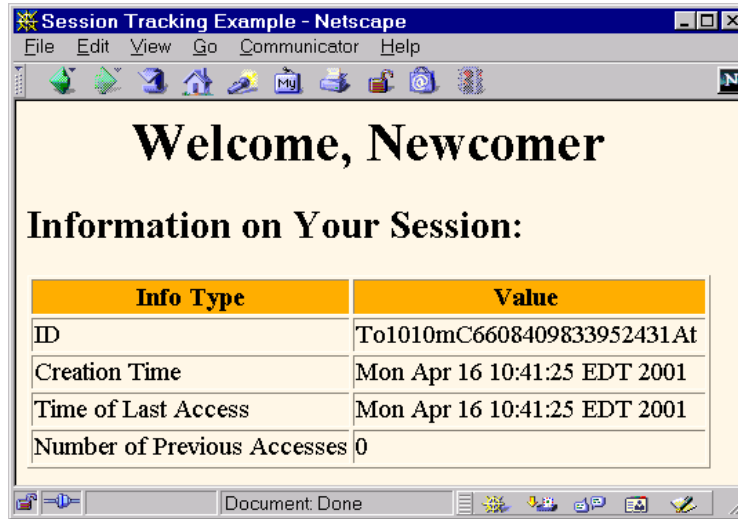 Session Tracking Example - Netscape
File Edit View Go Communicator Help
My
N
Welcome, Newcomer
Information on Your Session:
Info Type Value
ID To1010mC6608409833952431At
Creation Time Mon Apr 16 10:41:25 EDT 2001
Time of Last Access Mon Apr 16 10:41:25 EDT 2001
Number of Previous Accesses 0
Document: Done